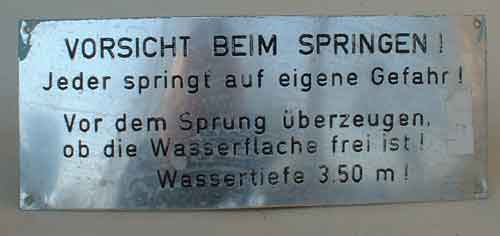 VORSICHT BEIM SPRINGEN!
Jeder springt auf eigene Gefahr!
Vor dem Sprung überzeugen,
ob die Wasserfläche frei ist!
Wassertiefe 3.50 m!